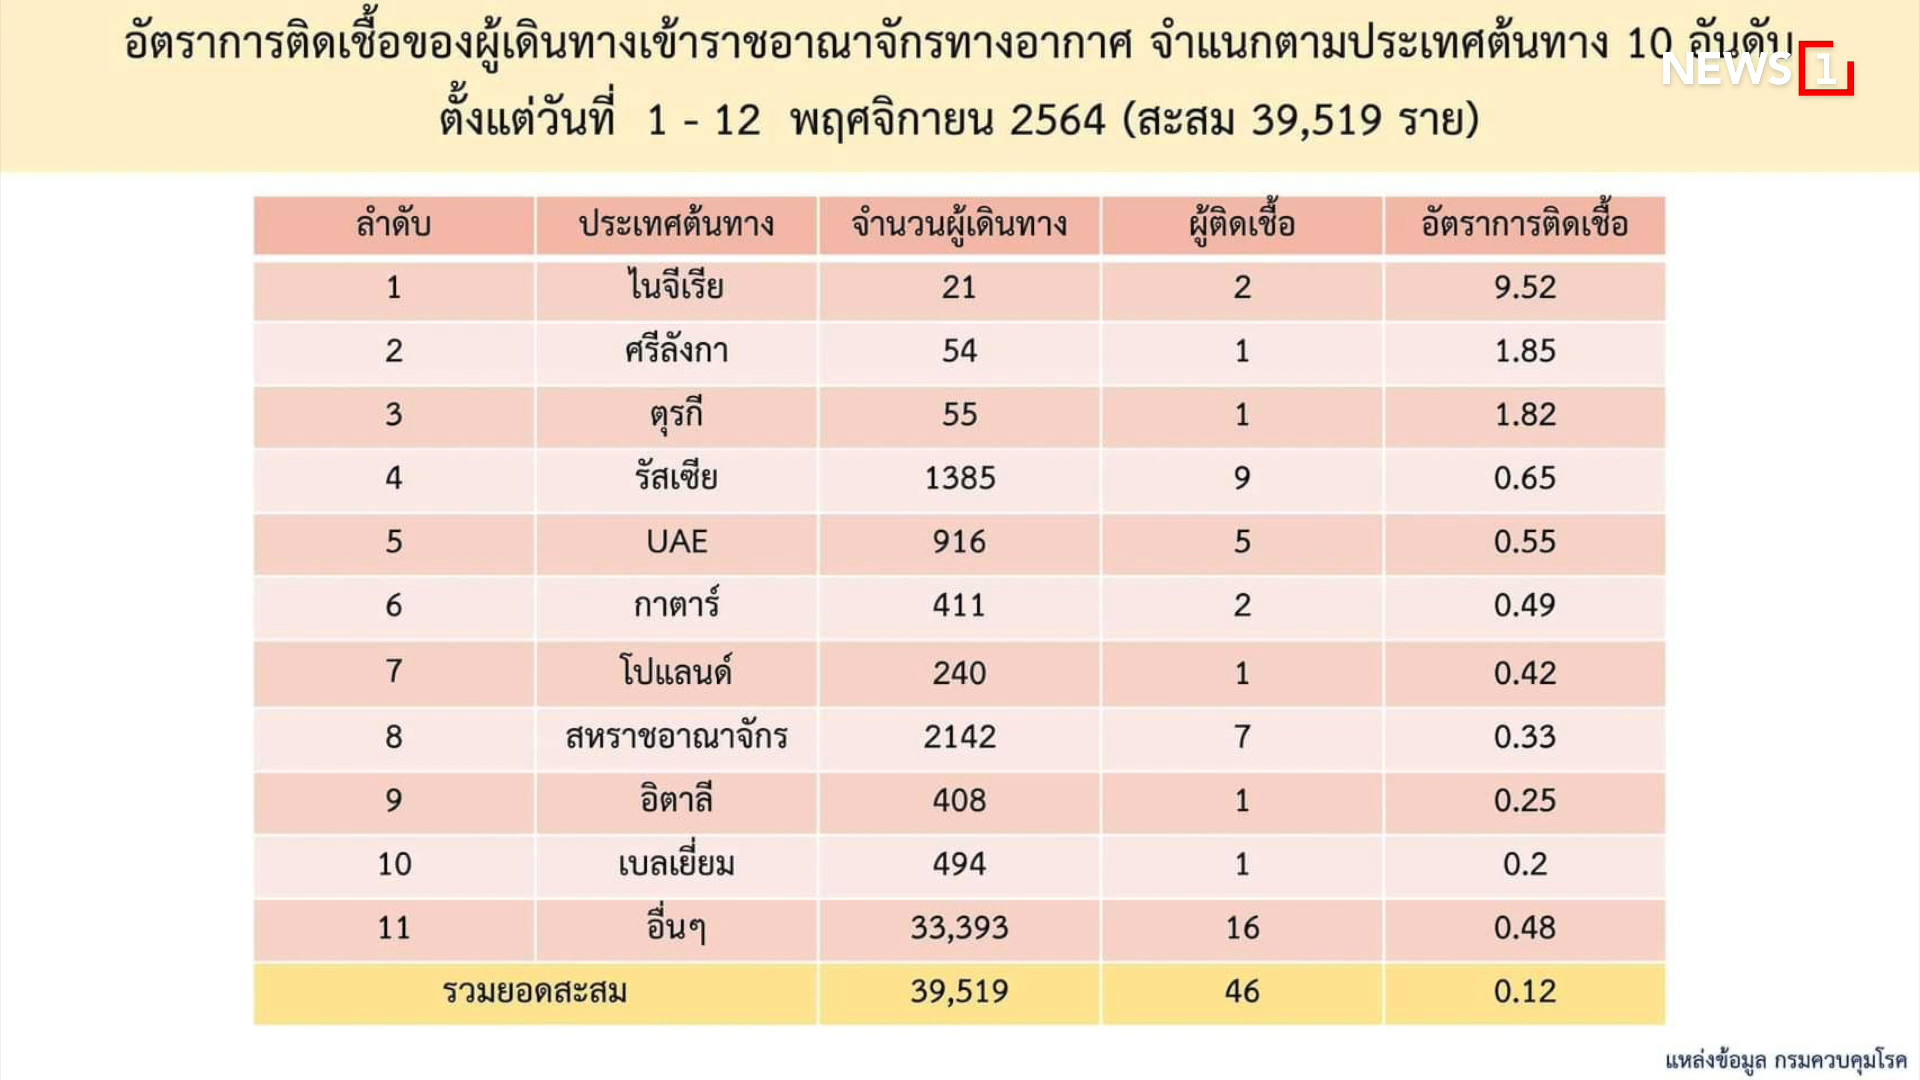 อัตราการติดเชื้อของผู้เดินทางเข้าราชอาณาจักรทางอากาศ จำแนกตามประเทศต้นทาง 10 อันดับ
NEWS 1
ตั้งแต่วันที่ 1 - 12 พฤศจิกายน 2564 (สะสม 39,519 ราย)
ลำดับ ประเทศต้นทาง จำนวนผู้เดินทาง ผู้ติดเชื้อ อัตราการติดเชื้อ
1 ไนจีเรีย 21 2 9.52
2 ศรีลังกา 54 1 1.85
3 ตุรกี 55 1 1.82
4 รัสเซีย 1385 9 0.65
5 UAE 916 5 0.55
6 กาตาร์ 411 2 0.49
7 โปแลนด์ 240 1 0.42
8 สหราชอาณาจักร 2142 7 0.33
9 อิตาลี 408 1 0.25
10 เบลเยี่ยม 494 1 0.2
11 อื่นๆ 33,393 16 0.48
รวมยอดสะสม 39,519 46 0.12
แหล่งข้อมูล กรมควบคุมโรค